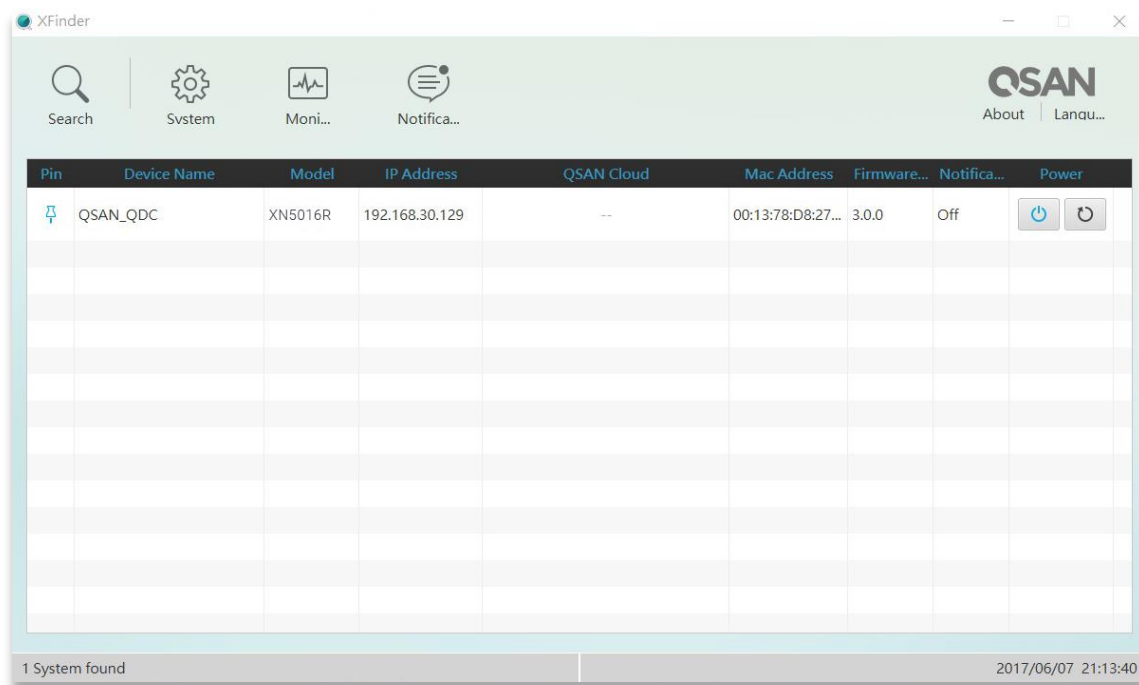 XFinder
QSAN
Search Svstem Moni... Notifica... About Langu...
Pin Device Name Model IP Address QSAN Cloud Mac Address Firmware... Notifica... Power
QSAN_QDC XN5016R 192.168.30.129 -- 00:13:78:D8:27... 3.0.0 Off
1 System found 2017/06/07 21:13:40